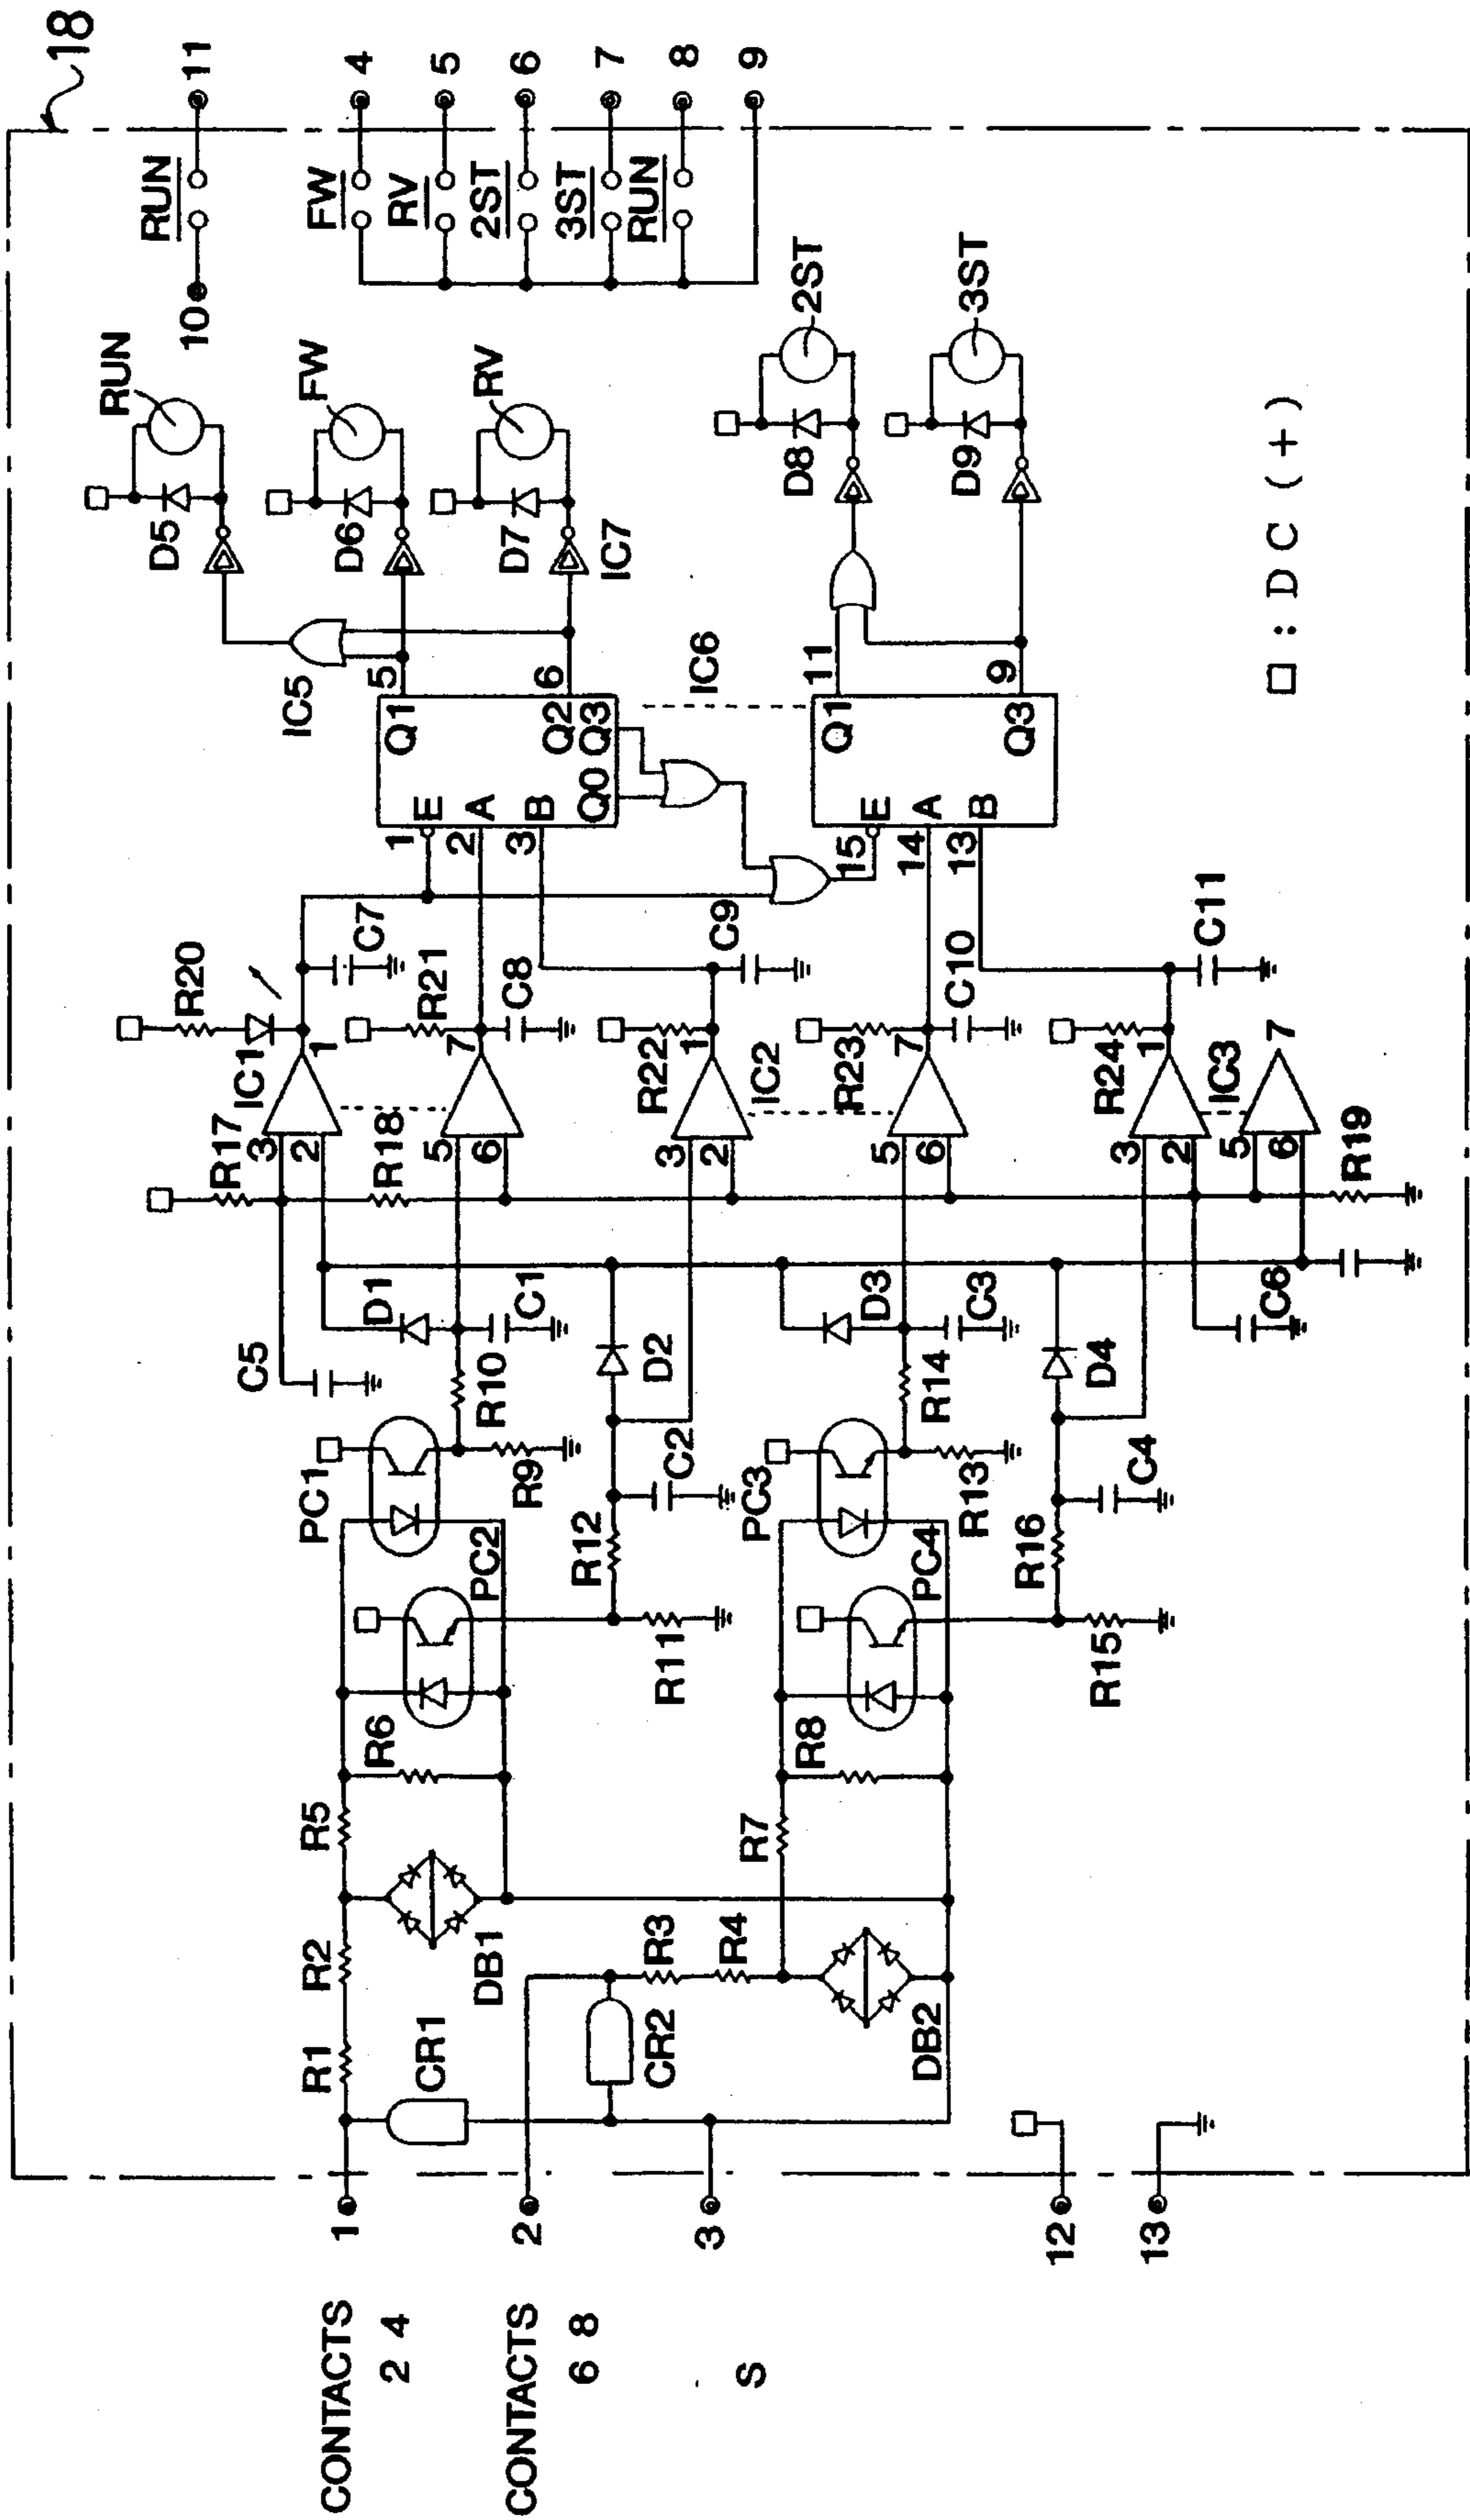 18
RUN
11
10
FW
4
RV
5
2ST
6
3ST
7
RUN
8
9
RUN
D5
FW
D6
RV
D7
IC7
2ST
D8
3ST
D9
IC5
5
6
IC6
11
9
Q1
Q2
Q3
Q0
E
A
B
1
2
3
Q1
Q3
E
A
B
15
14
13
□ : D C ( + )
R20
C7
R21
C8
C9
C10
C11
IC1
1
7
R22
1
IC2
R23
7
R24
1
IC3
7
R17
3
2
R18
5
6
3
2
5
6
3
2
5
6
R19
C5
D1
C1
R10
D2
C2
D3
C3
R14
D4
C4
C6
PC1
R9
PC2
R12
R11
PC3
R13
PC4
R16
R15
R6
R5
R8
R7
R2
DB1
R3
R4
DB2
R1
CR1
CR2
1
2
3
12
13
CONTACTS
2 4
CONTACTS
6 8
S